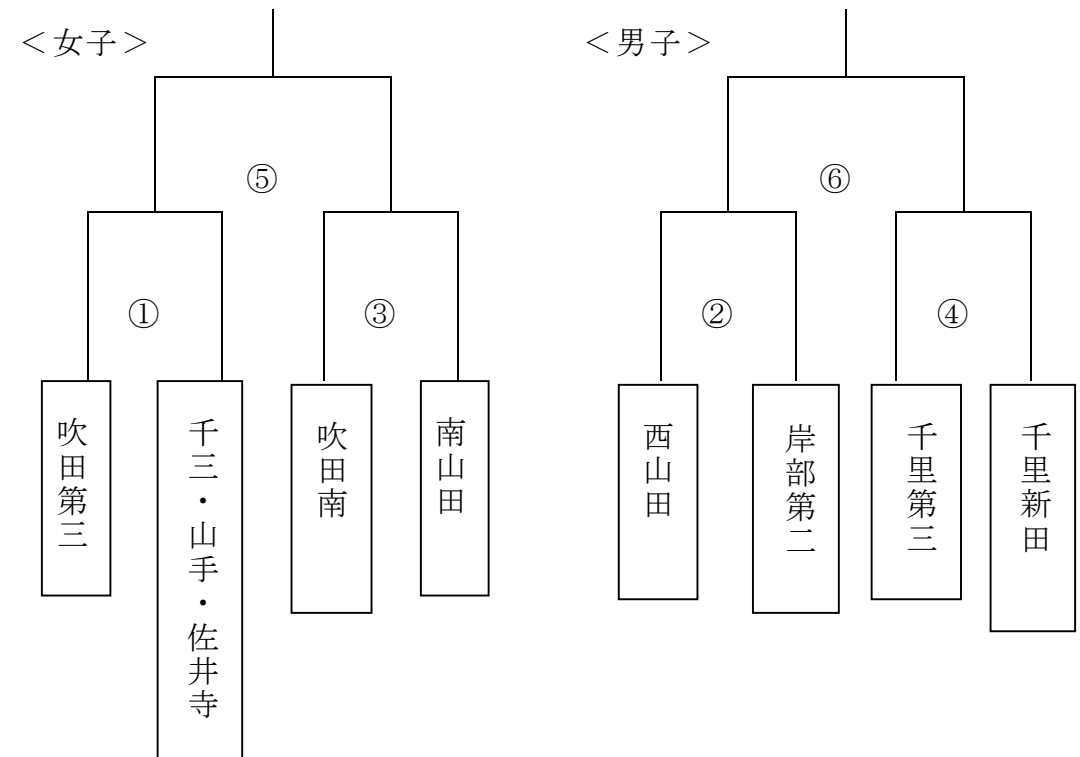 ＜女子＞
⑤
①
③
吹田第三
千三・山手・佐井寺
吹田南
南山田
＜男子＞
⑥
②
④
西山田
岸部第二
千里第三
千里新田